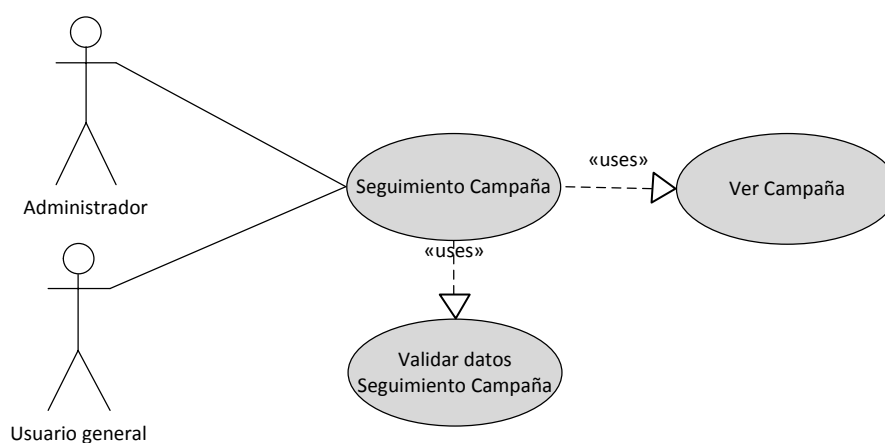 Administrador
Seguimiento Campaña
«uses»
Ver Campaña
«uses»
Validar datos
Seguimiento Campaña
Usuario general